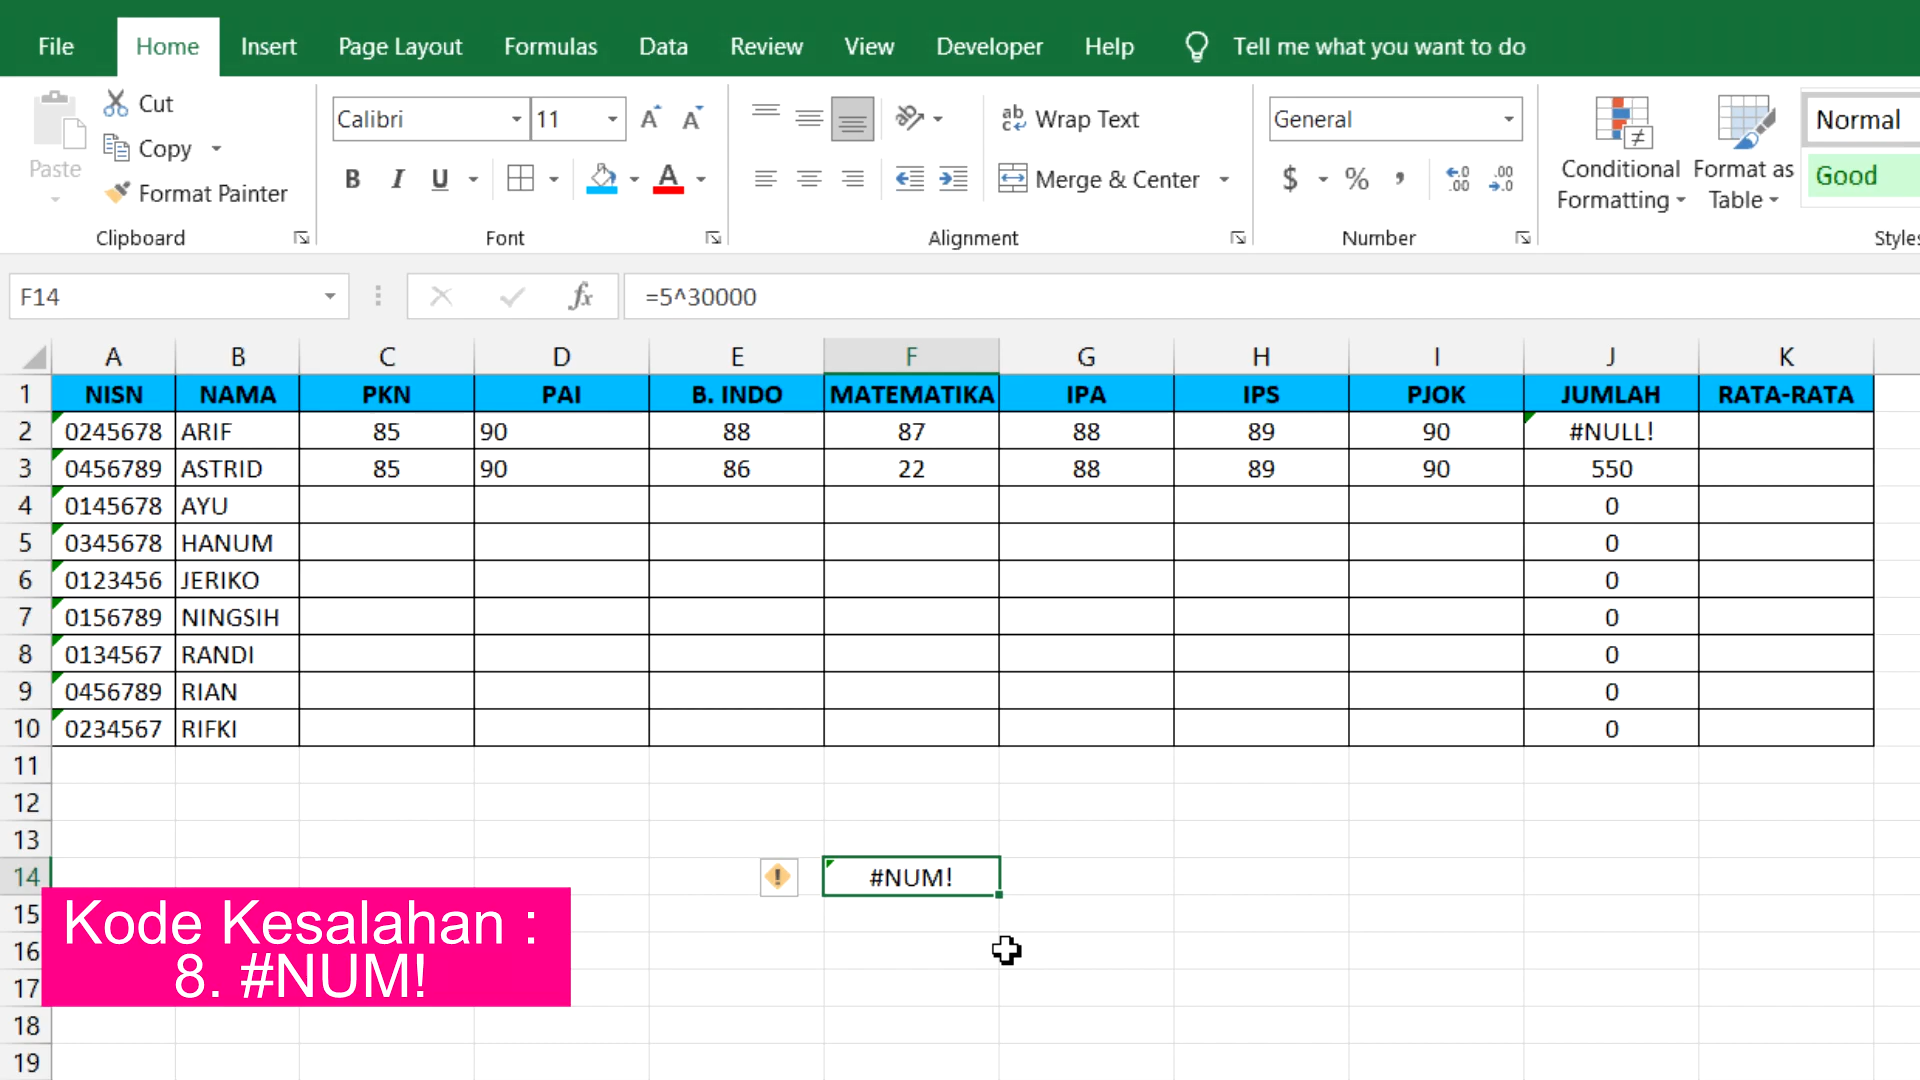 File Home Insert Page Layout Formulas Data Review View Developer Help Tell me what you want to do
Paste
Cut
Copy
Format Painter
Clipboard
Calibri 11
B I U
Font
Wrap Text
Merge & Center
Alignment
General
$ % ,
Number
Conditional Formatting
Format as Table
Normal
Good
Styles
F14 fx =5^30000
A B C D E F G H I J K
1 NISN NAMA PKN PAI B. INDO MATEMATIKA IPA IPS PJOK JUMLAH RATA-RATA
2 0245678 ARIF 85 90 88 87 88 89 90 #NULL!
3 0456789 ASTRID 85 90 86 22 88 89 90 550
4 0145678 AYU 0
5 0345678 HANUM 0
6 0123456 JERIKO 0
7 0156789 NINGSIH 0
8 0134567 RANDI 0
9 0456789 RIAN 0
10 0234567 RIFKI 0
11
12
13
14 #NUM!
15
16
17
18
19
Kode Kesalahan :
8. #NUM!